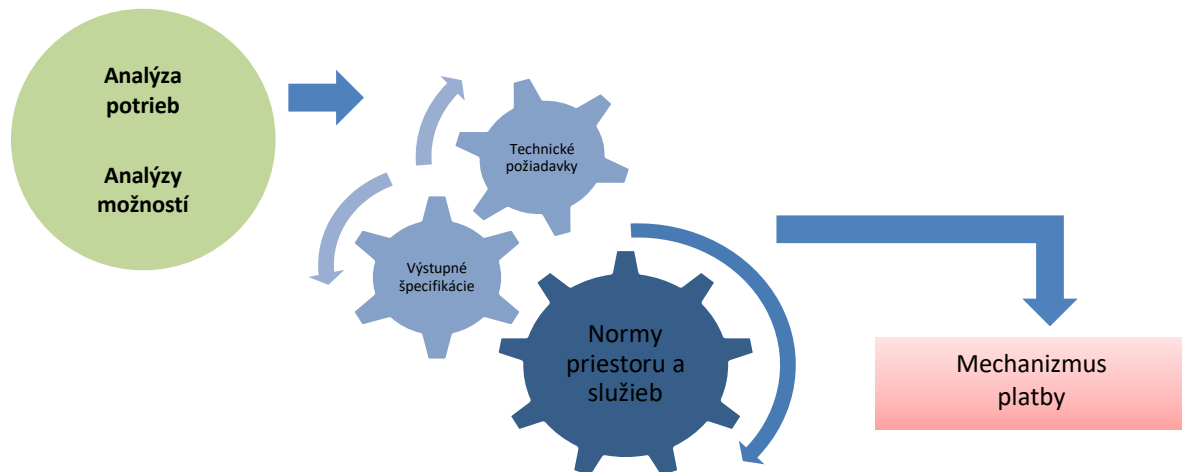 Analýza
potrieb
Analýzy
možností
Technické
požiadavky
Výstupné
špecifikácie
Normy
priestoru a
služieb
Mechanizmus
platby